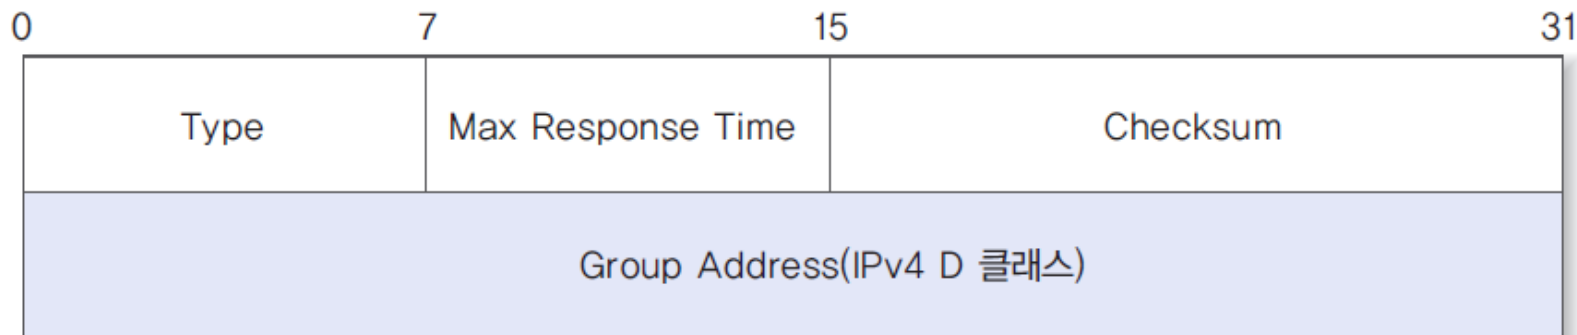 0 7 15 31
Type Max Response Time Checksum
Group Address(IPv4 D 클래스)